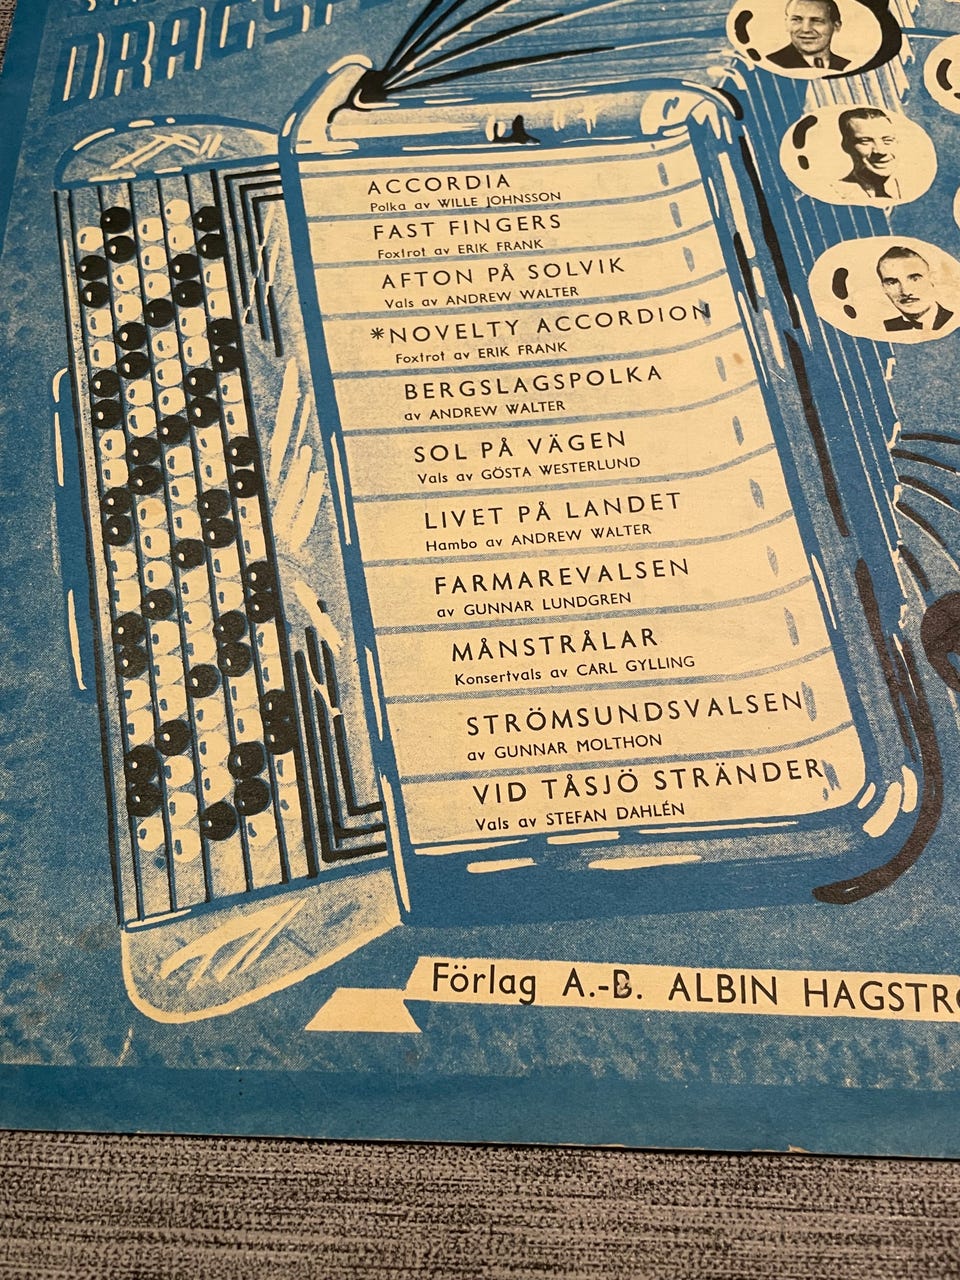 ACCORDIA
Polka av WILLE JOHNSSON
FAST FINGERS
Foxtrot av ERIK FRANK
AFTON PÅ SOLVIK
Vals av ANDREW WALTER
*NOVELTY ACCORDION
Foxtrot av ERIK FRANK
BERGSLAGSPOLKA
av ANDREW WALTER
SOL PÅ VÄGEN
Vals av GÖSTA WESTERLUND
LIVET PÅ LANDET
Hambo av ANDREW WALTER
FARMAREVALSEN
av GUNNAR LUNDGREN
MÅNSTRÅLAR
Konsertvals av CARL GYLLING
STRÖMSUNDSVALSEN
av GUNNAR MOLTHON
VID TÅSJÖ STRÄNDER
Vals av STEFAN DAHLÉN
Förlag A.-B. ALBIN